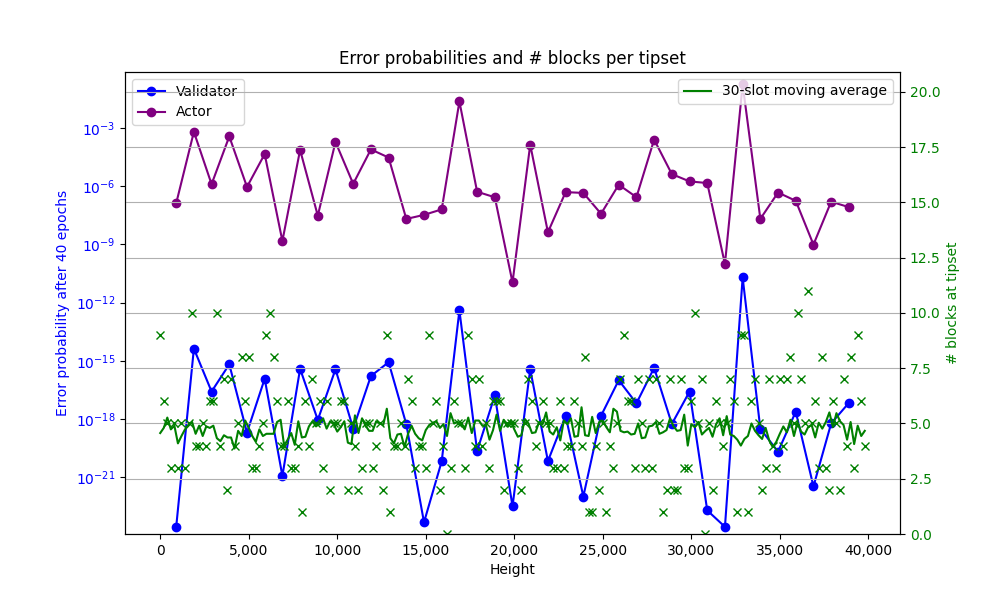 Error probabilities and # blocks per tipset
Validator
Actor
30-slot moving average
Error probability after 40 epochs
10⁻³
10⁻⁶
10⁻⁹
10⁻¹²
10⁻¹⁵
10⁻¹⁸
10⁻²¹
20.0
17.5
15.0
12.5
10.0
7.5
5.0
2.5
0.0
# blocks at tipset
0 5,000 10,000 15,000 20,000 25,000 30,000 35,000 40,000
Height